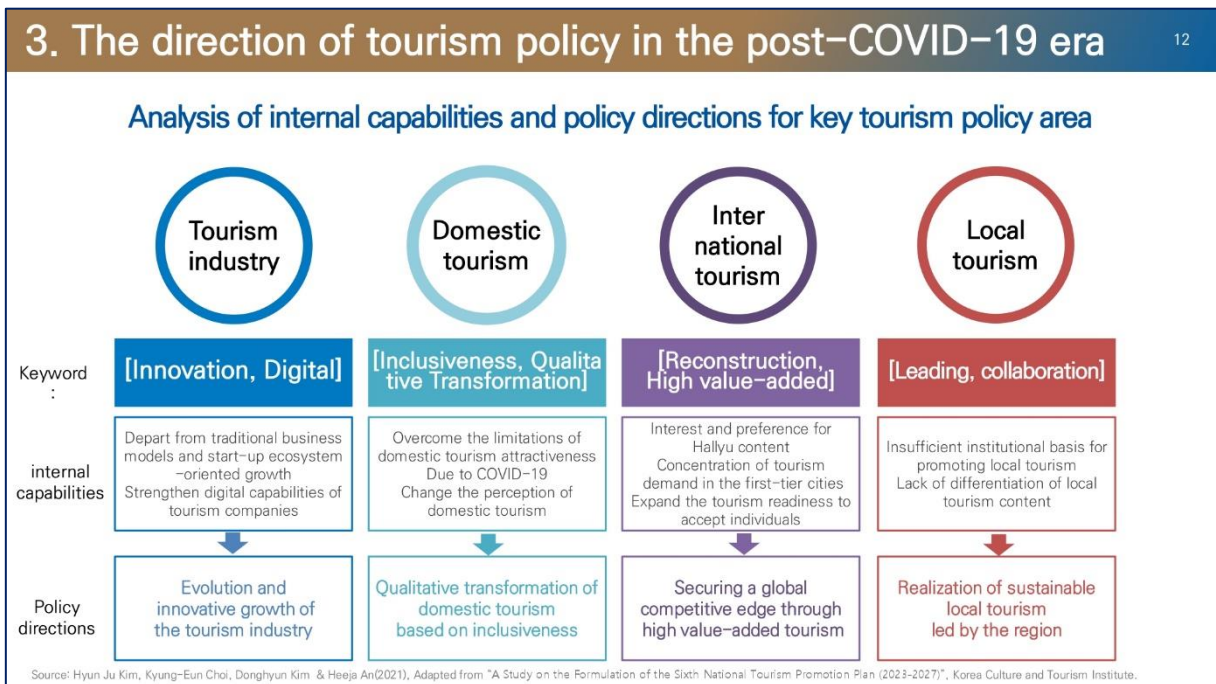 3. The direction of tourism policy in the post-COVID-19 era
12
Analysis of internal capabilities and policy directions for key tourism policy area
Tourism
industry
Domestic
tourism
Inter
national
tourism
Local
tourism
Keyword
:
[Innovation, Digital]
[Inclusiveness, Qualita
tive Transformation]
[Reconstruction,
High value-added]
[Leading, collaboration]
internal
capabilities
Depart from traditional business
models and start-up ecosystem
-oriented growth
Strengthen digital capabilities of
tourism companies
Overcome the limitations of
domestic tourism attractiveness
Due to COVID-19
Change the perception of
domestic tourism
Interest and preference for
Hallyu content
Concentration of tourism
demand in the first-tier cities
Expand the tourism readiness to
accept individuals
Insufficient institutional basis for
promoting local tourism
Lack of differentiation of local
tourism content
Policy
directions
Evolution and
innovative growth of
the tourism industry
Qualitative transformation of
domestic tourism
based on inclusiveness
Securing a global
competitive edge through
high value-added tourism
Realization of sustainable
local tourism
led by the region
Source: Hyun Ju Kim, Kyung-Eun Choi, Donghyun Kim & Heeja An(2021), Adapted from "A Study on the Formulation of the Sixth National Tourism Promotion Plan (2023-2027)", Korea Culture and Tourism Institute.